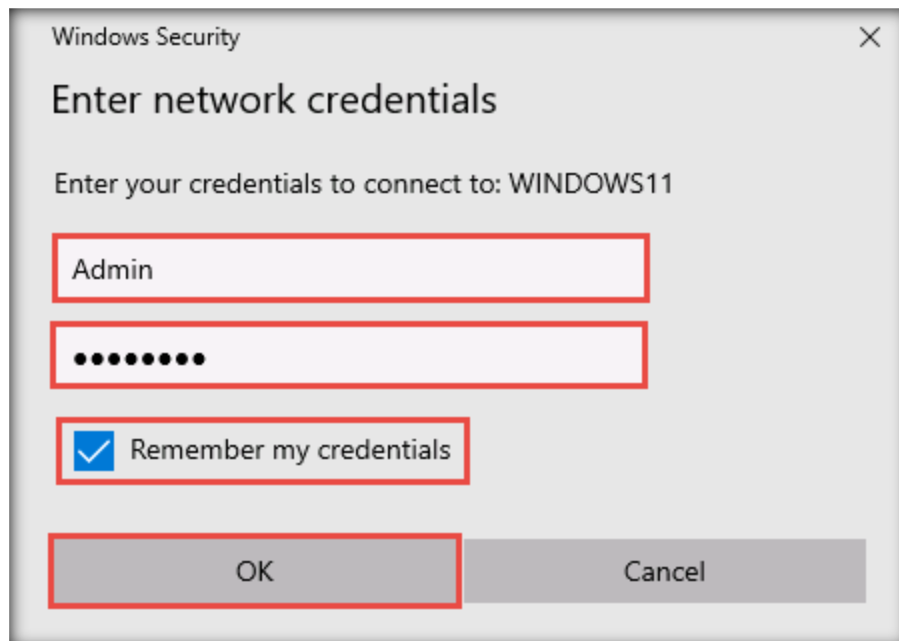 Windows Security
Enter network credentials
Enter your credentials to connect to: WINDOWS11
Admin
••••••••
Remember my credentials
OK Cancel